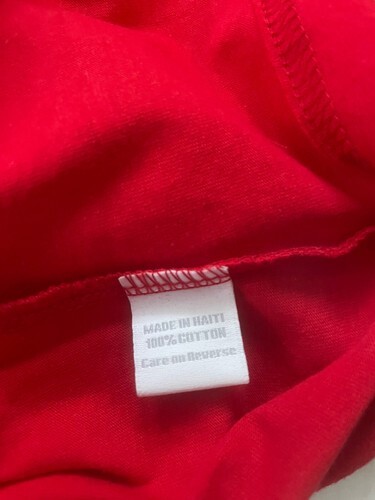 MADE IN HAITI
100% COTTON
Care on Reverse